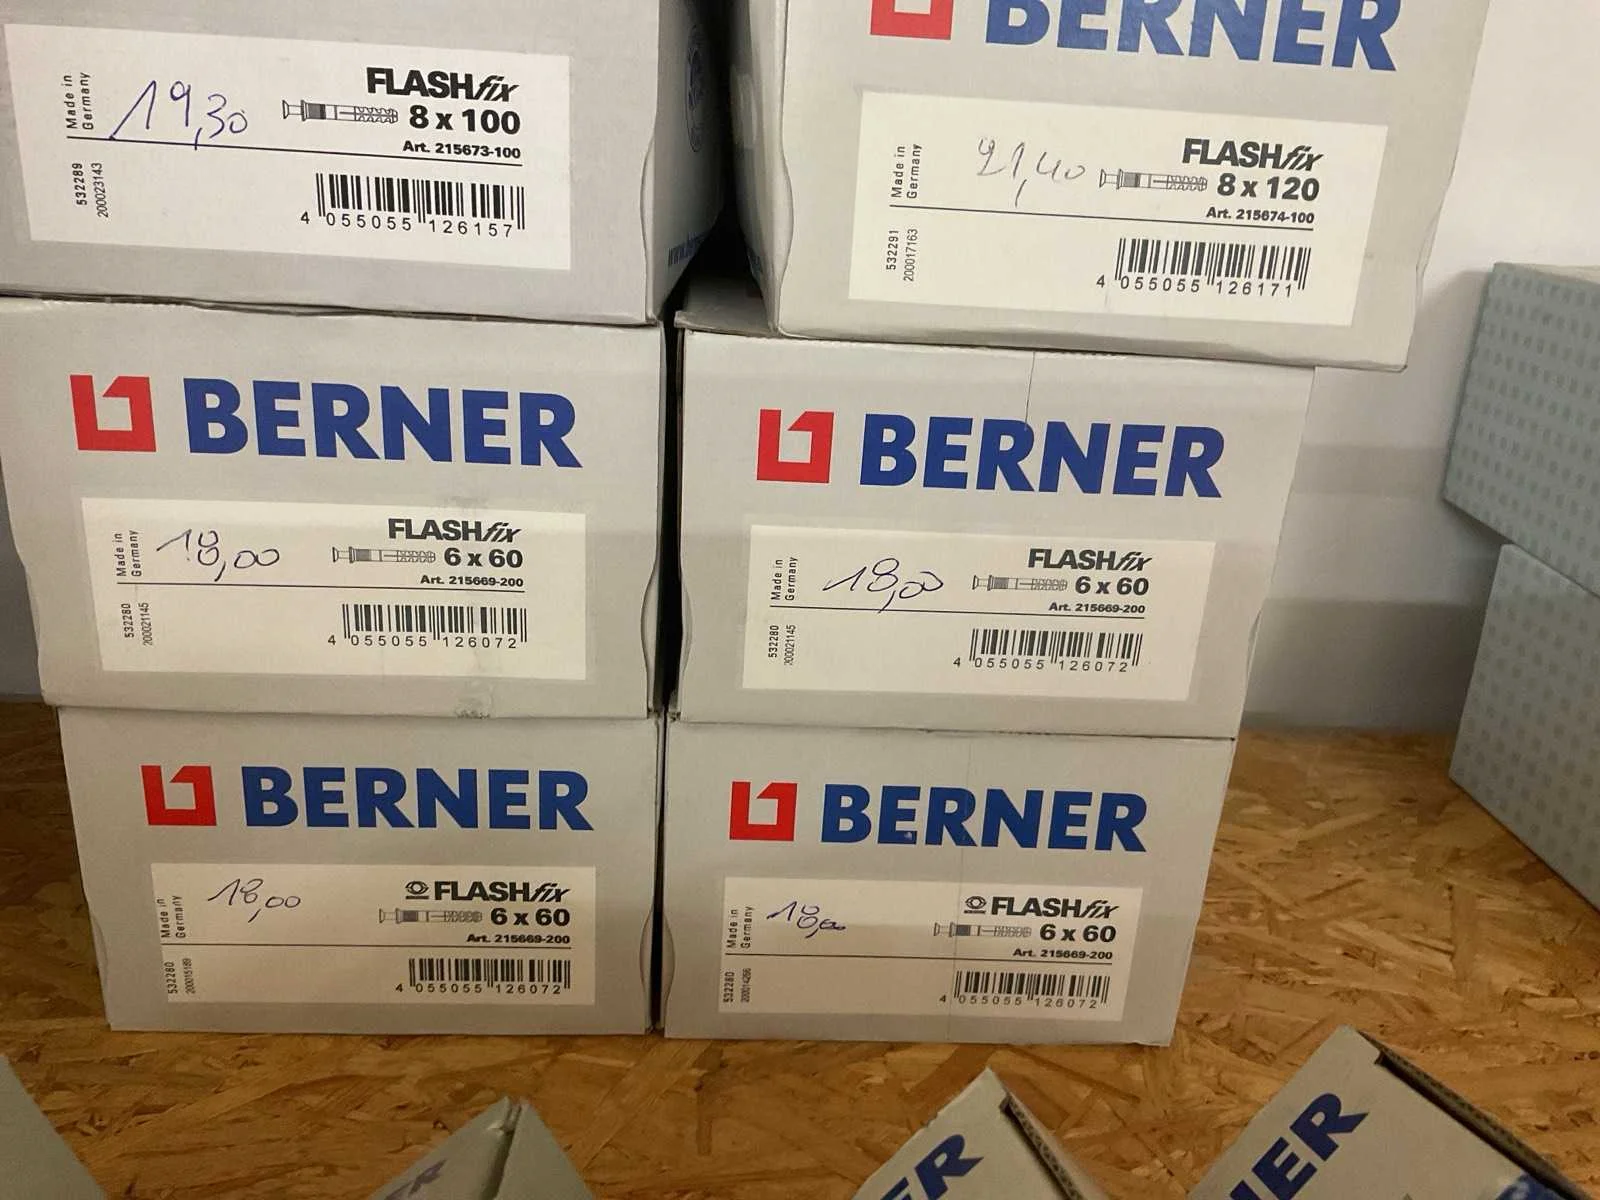 Made in
Germany
19,30
FLASHfix
8 x 100
Art. 215673-100
532289
200023143
4 055055 126157
BERNER
Made in
Germany
21,40
FLASHfix
8 x 120
Art. 215674-100
532291
200017163
4 055055 126171
BERNER
Made in
Germany
18,00
FLASHfix
6 x 60
Art. 215669-200
532280
200021145
4 055055 126072
BERNER
Made in
Germany
18,00
FLASHfix
6 x 60
Art. 215669-200
532280
200021145
4 055055 126072
BERNER
Made in
Germany
18,00
FLASHfix
6 x 60
Art. 215669-200
532280
4 055055 126072
BERNER
Made in
Germany
18,00
FLASHfix
6 x 60
Art. 215669-200
532280
4 055055 126072
ER
NER